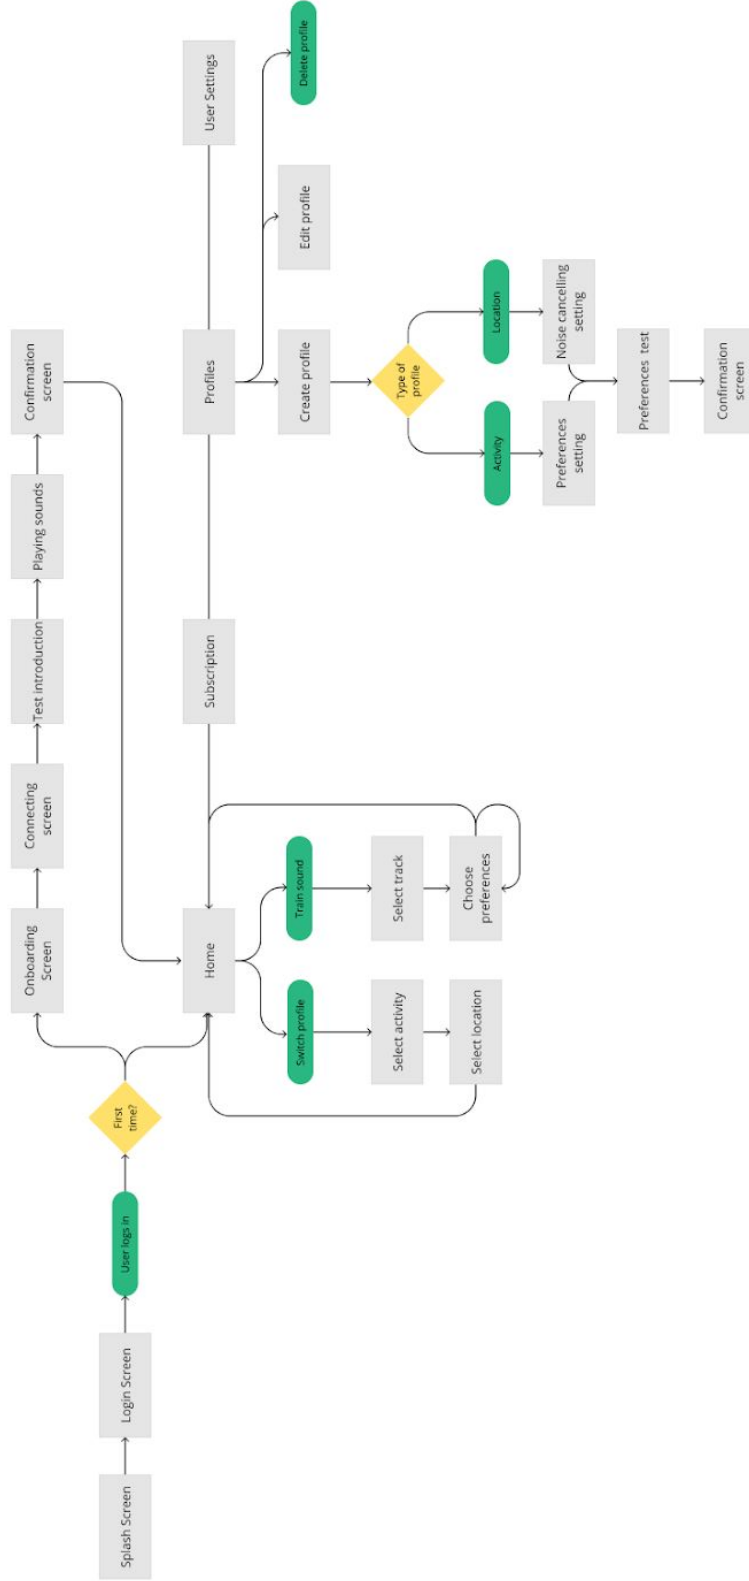 Splash Screen
Login Screen
User logs in
First
time?
Onboarding
Screen
Connecting
screen
Test introduction
Playing sounds
Confirmation
screen
Home
Subscription
Profiles
User Settings
Switch profile
Train sound
Select activity
Select track
Select location
Choose
preferences
Create profile
Edit profile
Delete profile
Type of
profile
Activity
Location
Preferences
setting
Noise cancelling
setting
Preferences test
Confirmation
screen